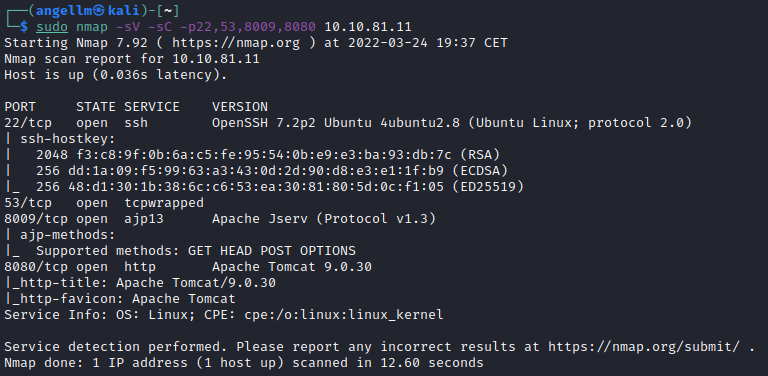 ┌──(angellm㉿kali)-[~]
└─$ sudo nmap -sV -sC -p22,53,8009,8080 10.10.81.11
Starting Nmap 7.92 ( https://nmap.org ) at 2022-03-24 19:37 CET
Nmap scan report for 10.10.81.11
Host is up (0.036s latency).

PORT     STATE SERVICE    VERSION
22/tcp   open  ssh        OpenSSH 7.2p2 Ubuntu 4ubuntu2.8 (Ubuntu Linux; protocol 2.0)
| ssh-hostkey:
|   2048 f3:c8:9f:0b:6a:c5:fe:95:54:0b:e9:e3:ba:93:db:7c (RSA)
|   256 dd:1a:09:f5:99:63:a3:43:0d:2d:90:d8:e3:e1:1f:b9 (ECDSA)
|_  256 48:d1:30:1b:38:6c:c6:53:ea:30:81:80:5d:0c:f1:05 (ED25519)
53/tcp   open  tcpwrapped
8009/tcp open  ajp13      Apache Jserv (Protocol v1.3)
| ajp-methods:
|_  Supported methods: GET HEAD POST OPTIONS
8080/tcp open  http       Apache Tomcat 9.0.30
|_http-title: Apache Tomcat/9.0.30
|_http-favicon: Apache Tomcat
Service Info: OS: Linux; CPE: cpe:/o:linux:linux_kernel

Service detection performed. Please report any incorrect results at https://nmap.org/submit/ .
Nmap done: 1 IP address (1 host up) scanned in 12.60 seconds